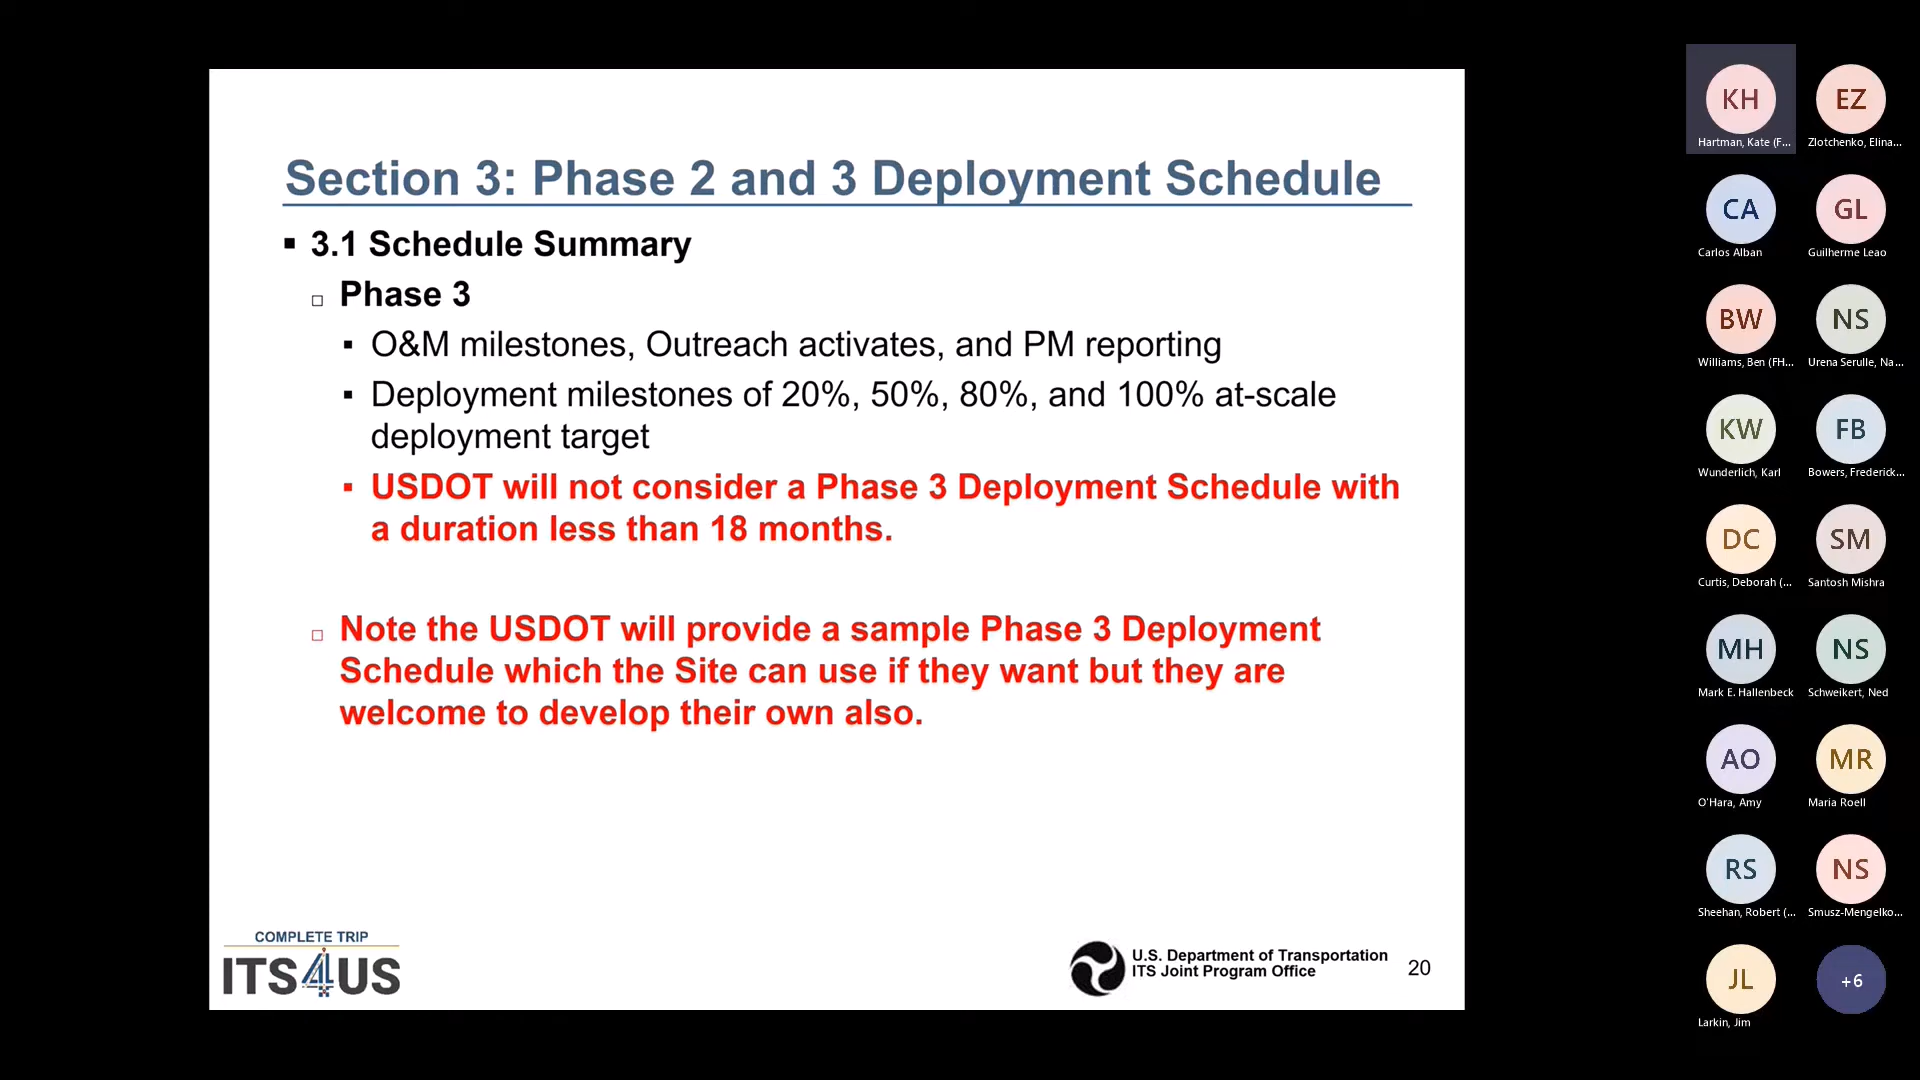 Section 3: Phase 2 and 3 Deployment Schedule
3.1 Schedule Summary
Phase 3
O&M milestones, Outreach activates, and PM reporting
Deployment milestones of 20%, 50%, 80%, and 100% at-scale
deployment target
USDOT will not consider a Phase 3 Deployment Schedule with
a duration less than 18 months.
Note the USDOT will provide a sample Phase 3 Deployment
Schedule which the Site can use if they want but they are
welcome to develop their own also.
COMPLETE TRIP
ITS4US
U.S. Department of Transportation
ITS Joint Program Office
20
KH
Hartman, Kate (F...
EZ
Zlotchenko, Elina...
CA
Carlos Alban
GL
Guilherme Leao
BW
Williams, Ben (FH...
NS
Urena Serulle, Na...
KW
Wunderlich, Karl
FB
Bowers, Frederick...
DC
Curtis, Deborah (...
SM
Santosh Mishra
MH
Mark E. Hallenbeck
NS
Schweikert, Ned
AO
O'Hara, Amy
MR
Maria Roell
RS
Sheehan, Robert (...
NS
Smusz-Mengelko...
JL
Larkin, Jim
+6